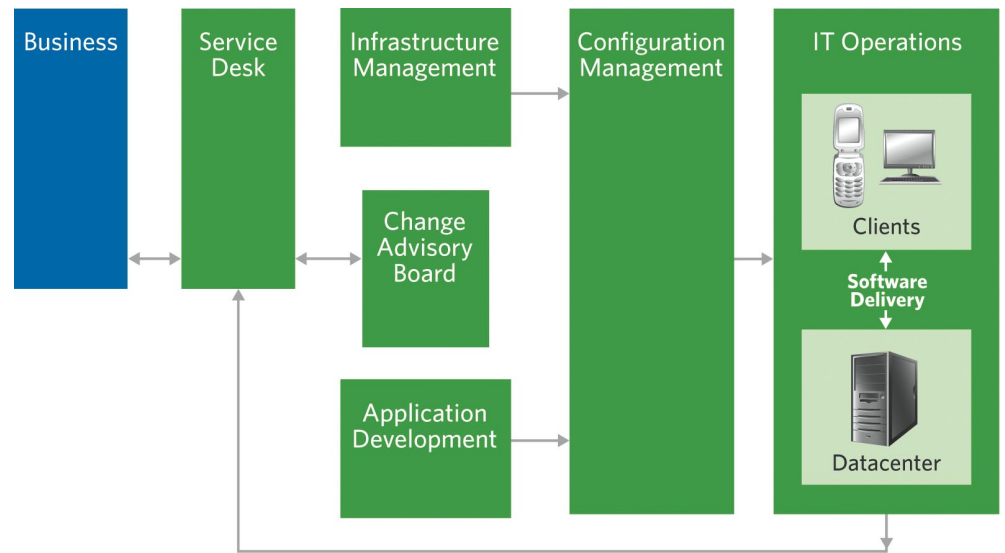 Business
Service
Desk
Infrastructure
Management
Change
Advisory
Board
Application
Development
Configuration
Management
IT Operations
Clients
Software
Delivery
Datacenter